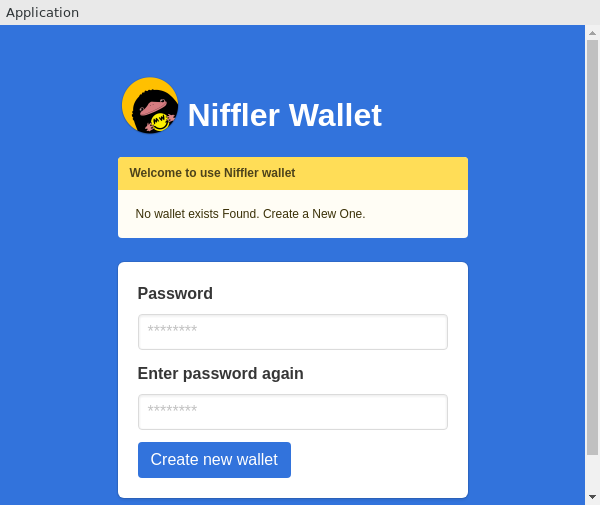 Application
MW
Niffler Wallet
Welcome to use Niffler wallet
No wallet exists Found. Create a New One.
Password
********
Enter password again
********
Create new wallet